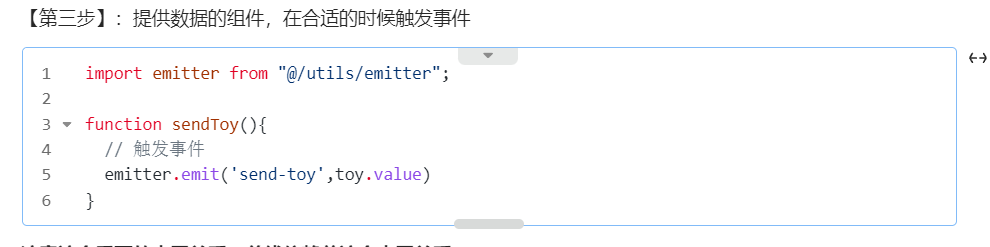 【第三步】：提供数据的组件，在合适的时候触发事件
1 import emitter from "@/utils/emitter";
2
3 function sendToy(){
4 // 触发事件
5 emitter.emit('send-toy',toy.value)
6 }